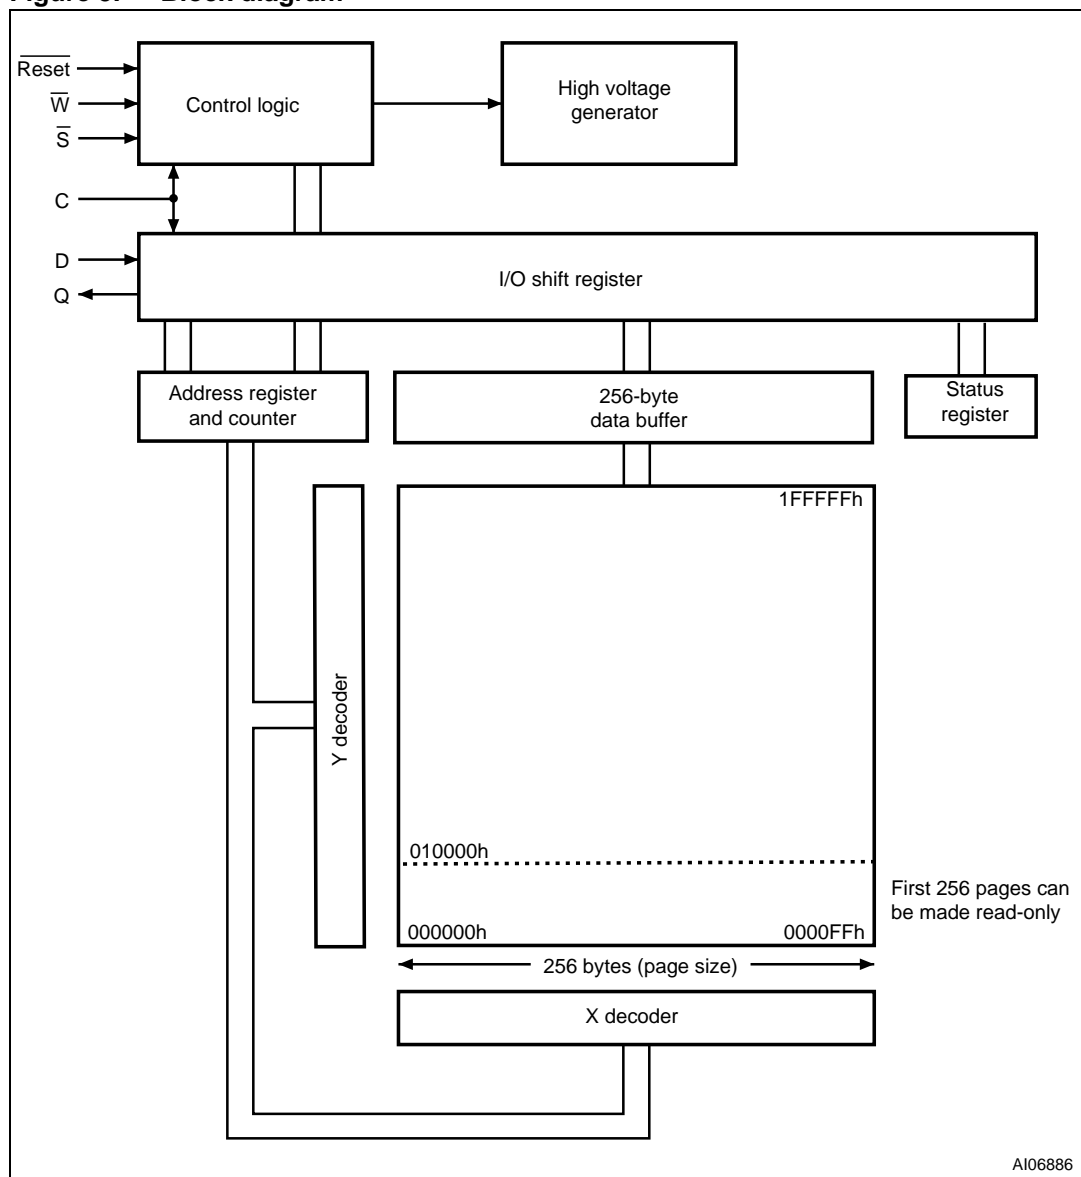 Figure 3. Block diagram
Reset
W
S
C
D
Q
Control logic
High voltage
generator
I/O shift register
Address register
and counter
256-byte
data buffer
Status
register
1FFFFFh
Y decoder
010000h
000000h
0000FFh
First 256 pages can
be made read-only
256 bytes (page size)
X decoder
AI06886